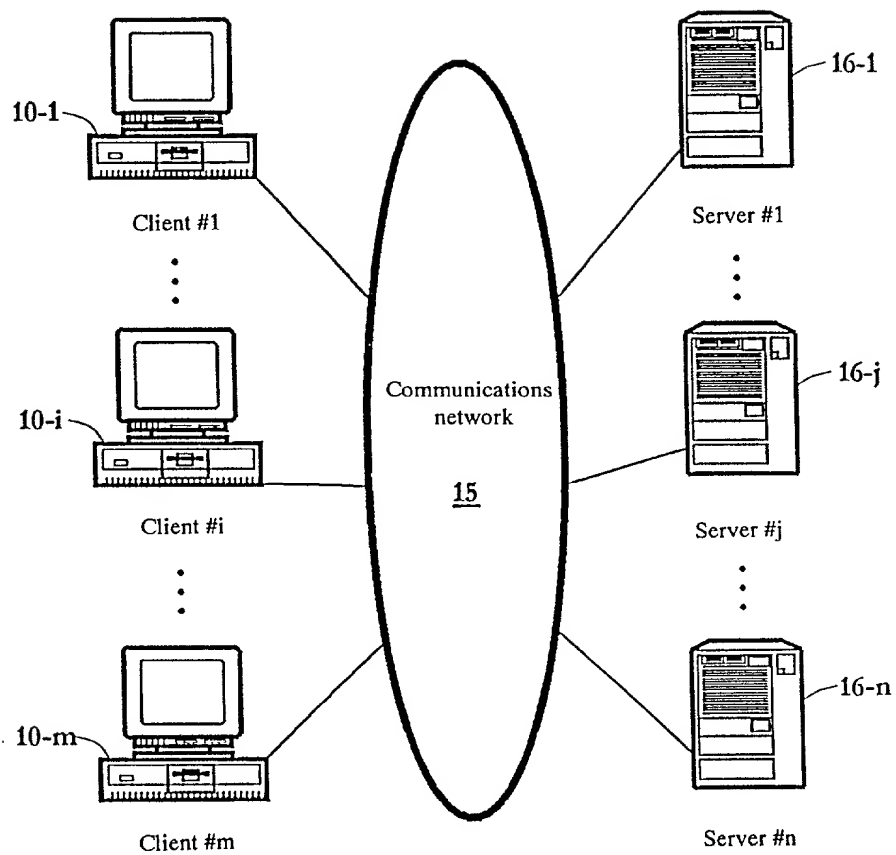 10-1
16-1
Client #1
Server #1
Communications
network
15
10-i
16-j
Client #i
Server #j
10-m
16-n
Client #m
Server #n